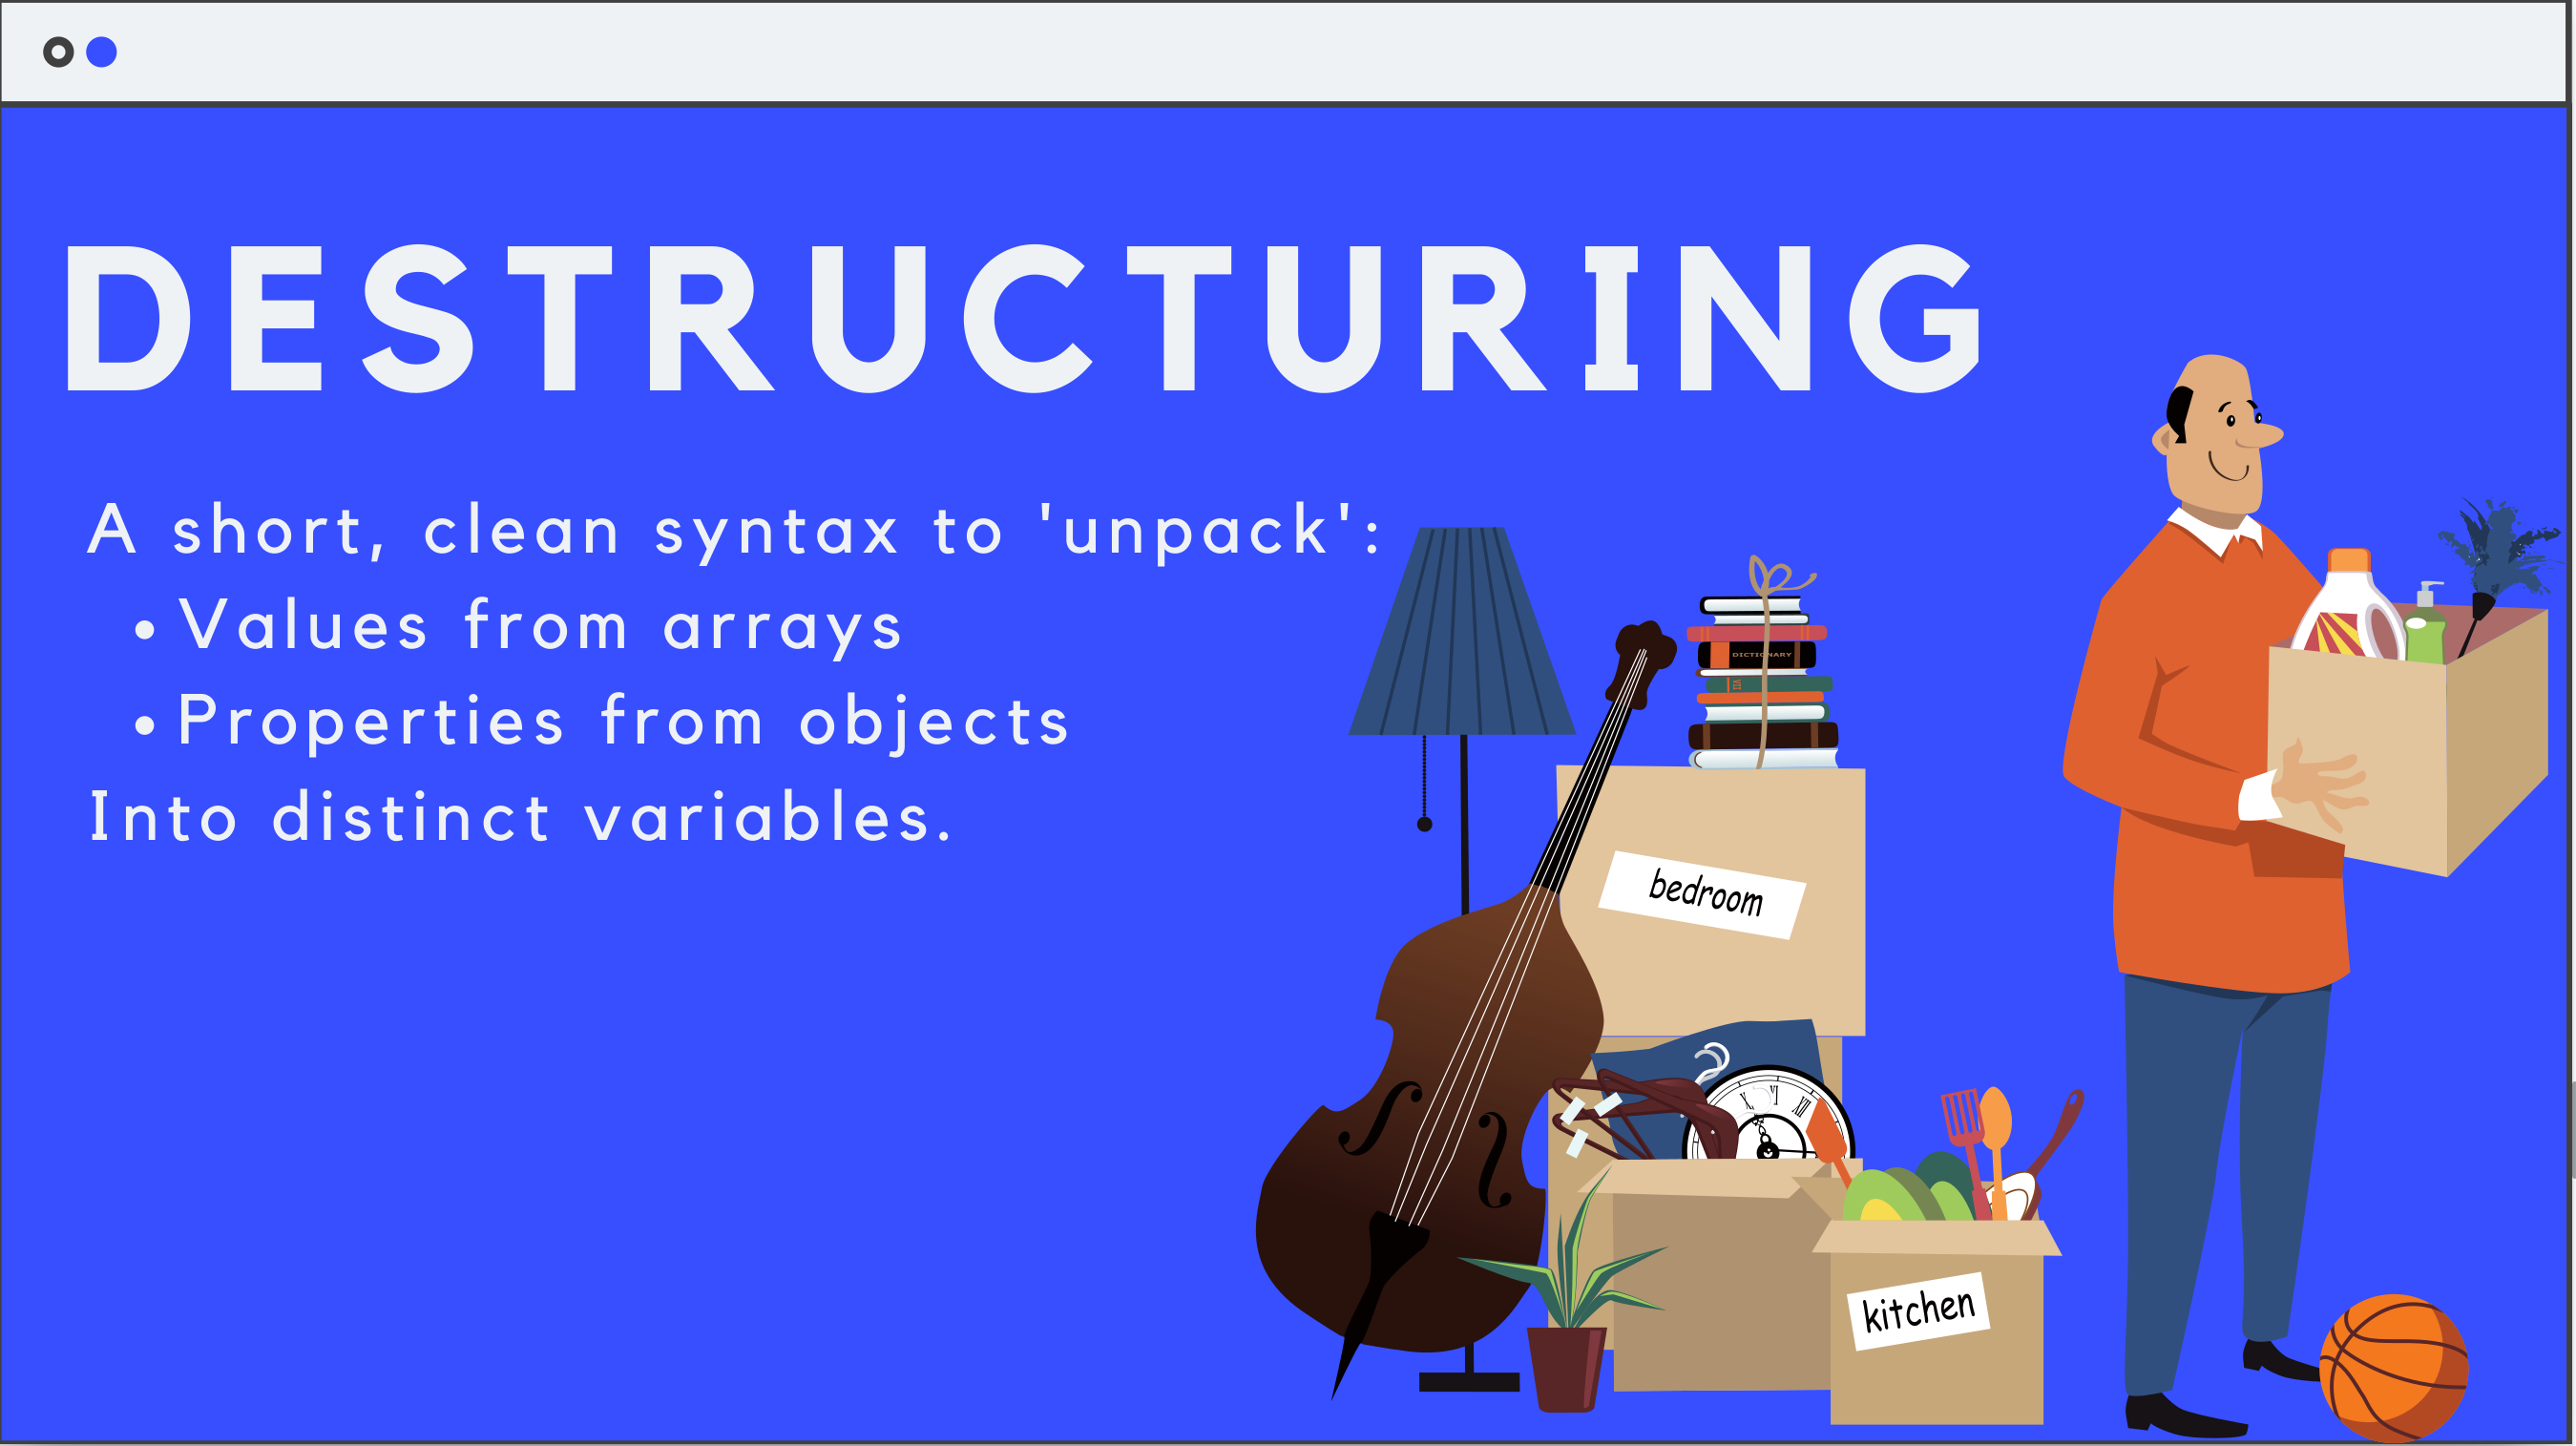 DESTRUCTURING
A short, clean syntax to 'unpack':
• Values from arrays
• Properties from objects
Into distinct variables.
DICTIONARY
bedroom
kitchen